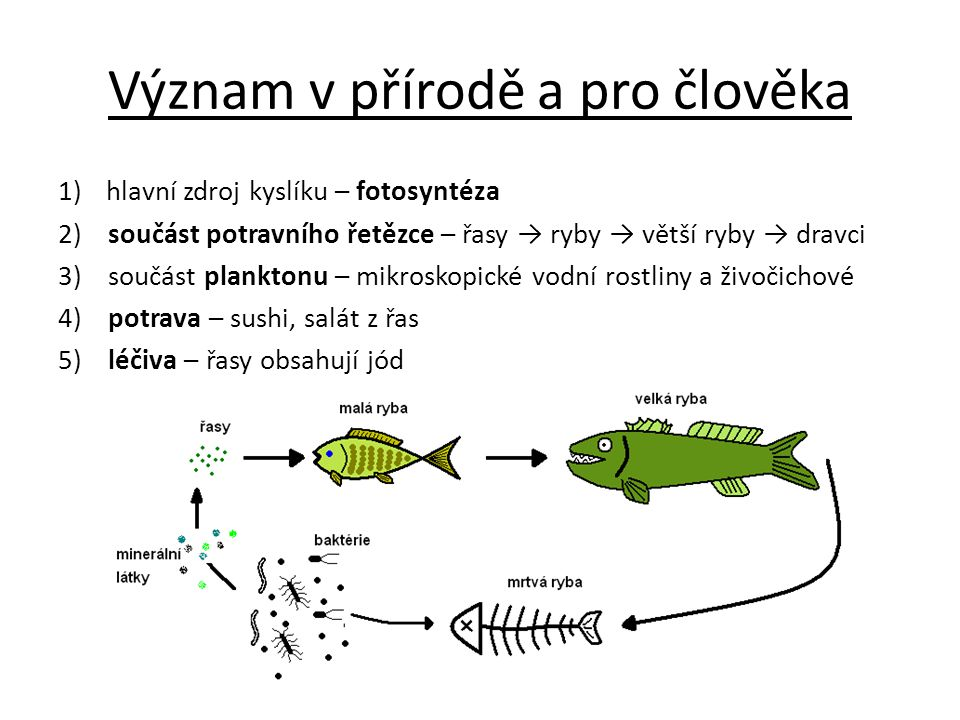 Význam v přírodě a pro člověka
1) hlavní zdroj kyslíku – fotosyntéza
2) součást potravního řetězce – řasy → ryby → větší ryby → dravci
3) součást planktonu – mikroskopické vodní rostliny a živočichové
4) potrava – sushi, salát z řas
5) léčiva – řasy obsahují jód
řasy
malá ryba
velká ryba
minerální
látky
baktérie
mrtvá ryba